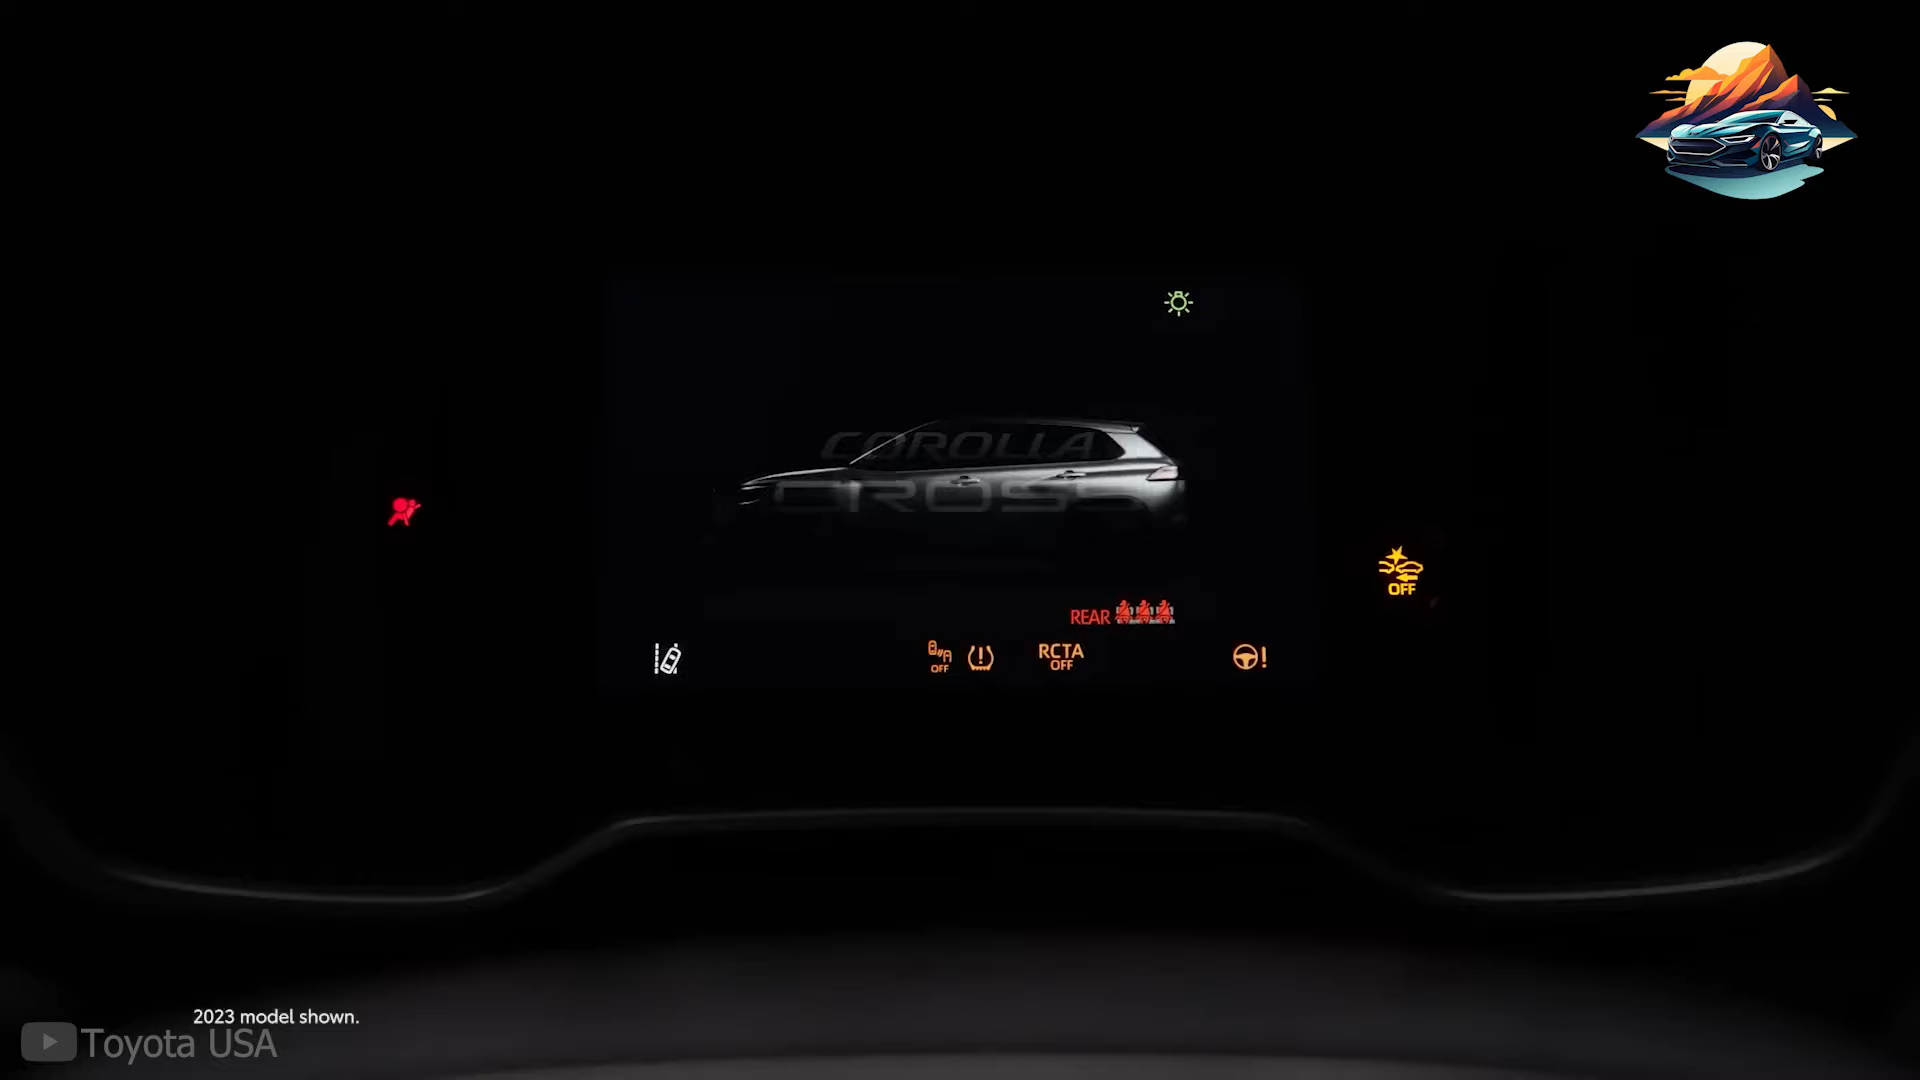 COROLLA
CROSS
OFF
REAR
OFF
RCTA
OFF
2023 model shown.
Toyota USA